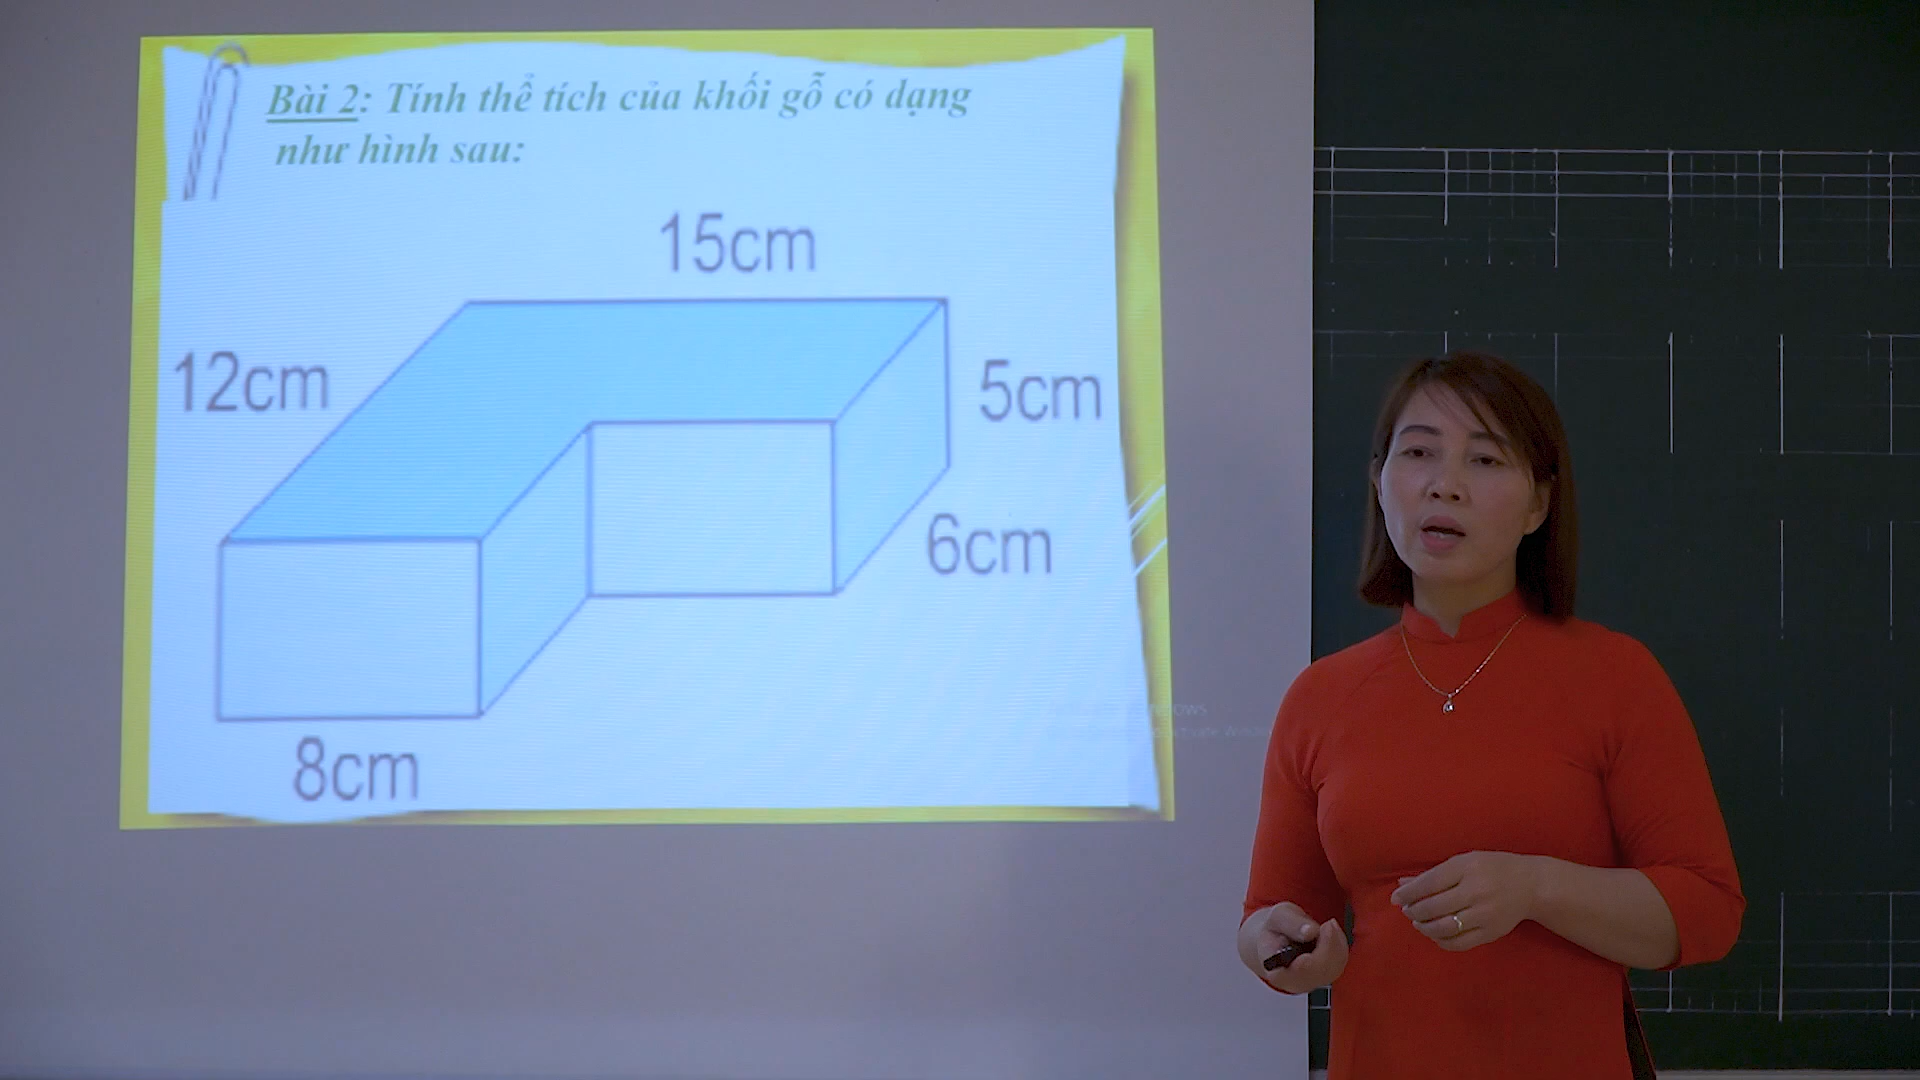 Bài 2: Tính thể tích của khối gỗ có dạng
như hình sau:
15cm
12cm
5cm
6cm
8cm